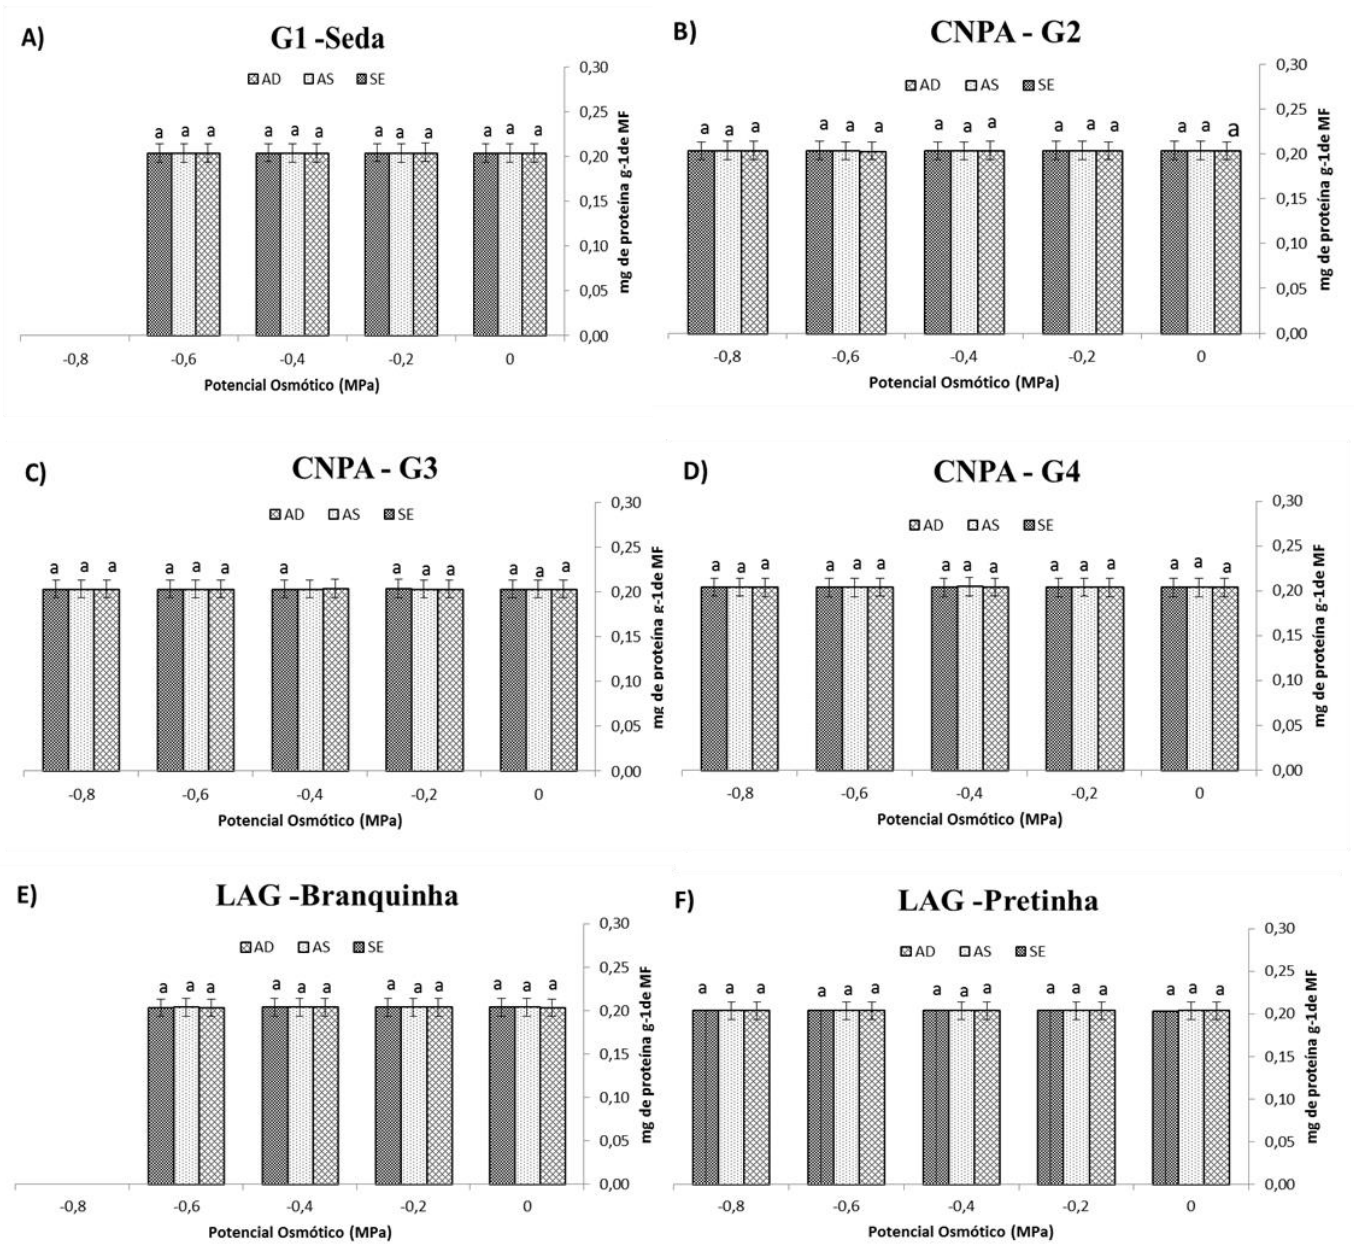 A)
G1 -Seda
AD AS SE
a a a a a a a a a a a a
0,30
0,25
0,20
0,15
0,10
0,05
0,00
mg de proteína g-1de MF
-0,8 -0,6 -0,4 -0,2 0
Potencial Osmótico (MPa)
B)
CNPA - G2
AD AS SE
a a a a a a a a a a a a a a a
0,30
0,25
0,20
0,15
0,10
0,05
0,00
mg de proteína g-1de MF
-0,8 -0,6 -0,4 -0,2 0
Potencial Osmótico (MPa)
C)
CNPA - G3
AD AS SE
a a a a a a a a a a a a a
0,30
0,25
0,20
0,15
0,10
0,05
0,00
mg de proteína g-1de MF
-0,8 -0,6 -0,4 -0,2 0
Potencial Osmótico (MPa)
D)
CNPA - G4
AD AS SE
a a a a a a a a a a a a a a a
0,30
0,25
0,20
0,15
0,10
0,05
0,00
mg de proteína g-1de MF
-0,8 -0,6 -0,4 -0,2 0
Potencial Osmótico (MPa)
E)
LAG -Branquinha
AD AS SE
a a a a a a a a a a a a
0,30
0,25
0,20
0,15
0,10
0,05
0,00
mg de proteína g-1de MF
-0,8 -0,6 -0,4 -0,2 0
Potencial Osmótico (MPa)
F)
LAG -Pretinha
AD AS SE
a a a a a a a a a a a a a a a
0,30
0,25
0,20
0,15
0,10
0,05
0,00
mg de proteína g-1de MF
-0,8 -0,6 -0,4 -0,2 0
Potencial Osmótico (MPa)